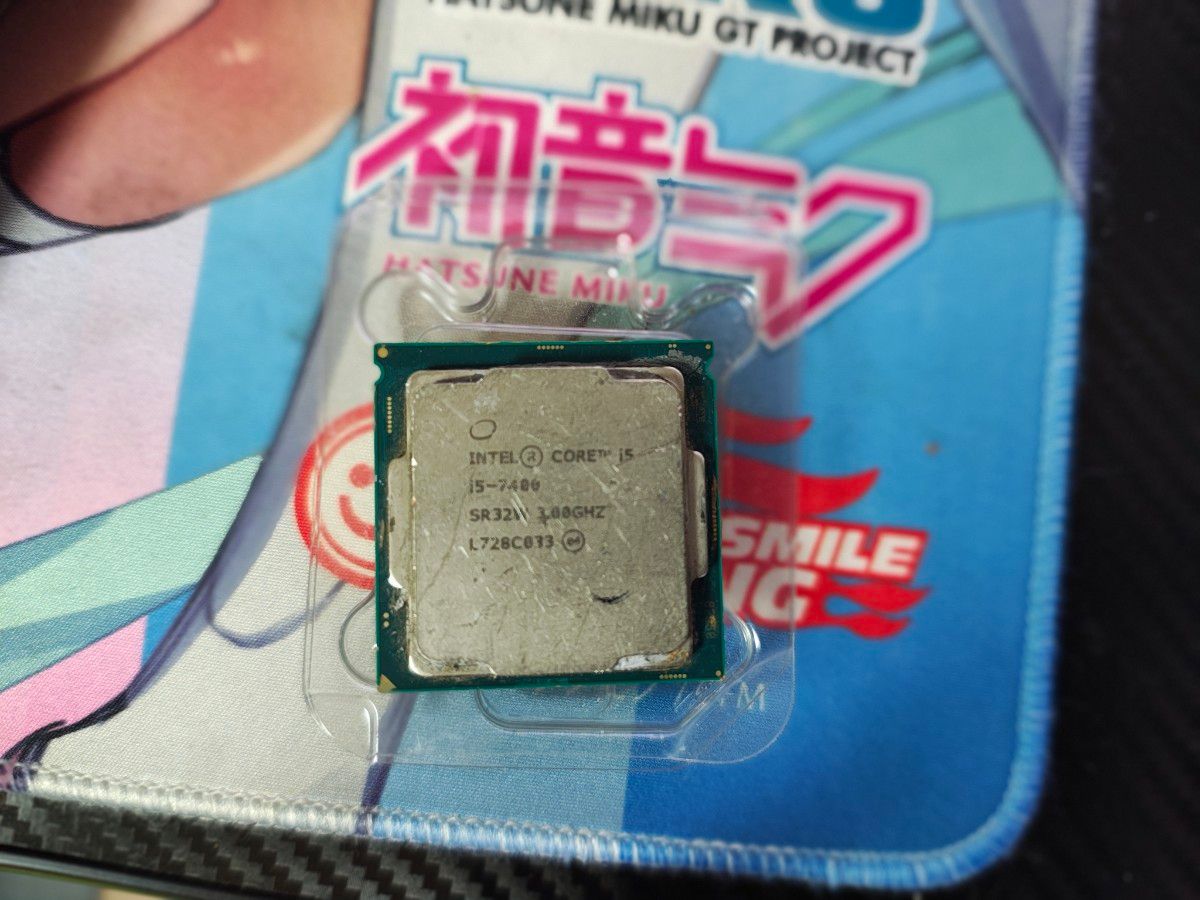 HATSUNE MIKU GT PROJECT
初音ミク
HATSUNE MIKU
INTEL® CORE™ i5
i5-7400
SR32W 3.00GHZ
L728C033
SMILE